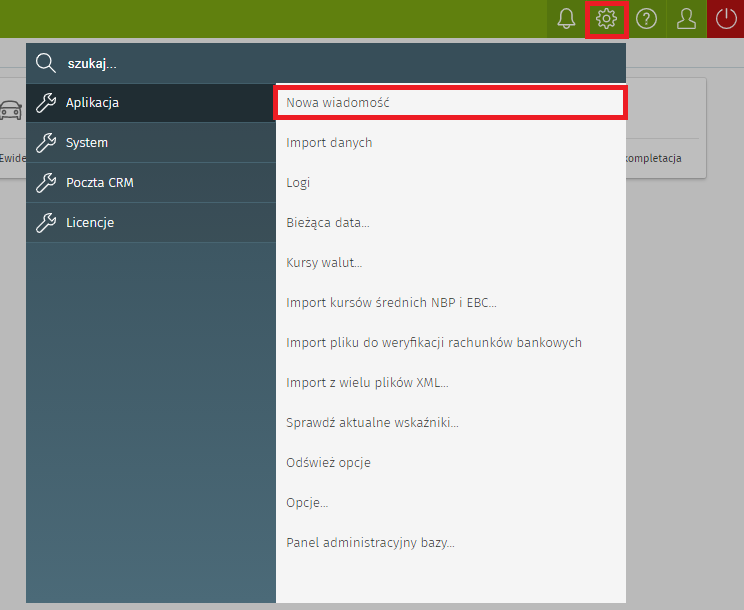 szukaj...
Aplikacja
System
Poczta CRM
Licencje
Nowa wiadomość
Import danych
Logi
Bieżąca data...
Kursy walut...
Import kursów średnich NBP i EBC...
Import pliku do weryfikacji rachunków bankowych
Import z wielu plików XML...
Sprawdź aktualne wskaźniki...
Odśwież opcje
Opcje...
Panel administracyjny bazy...
Ewide
kompletacja